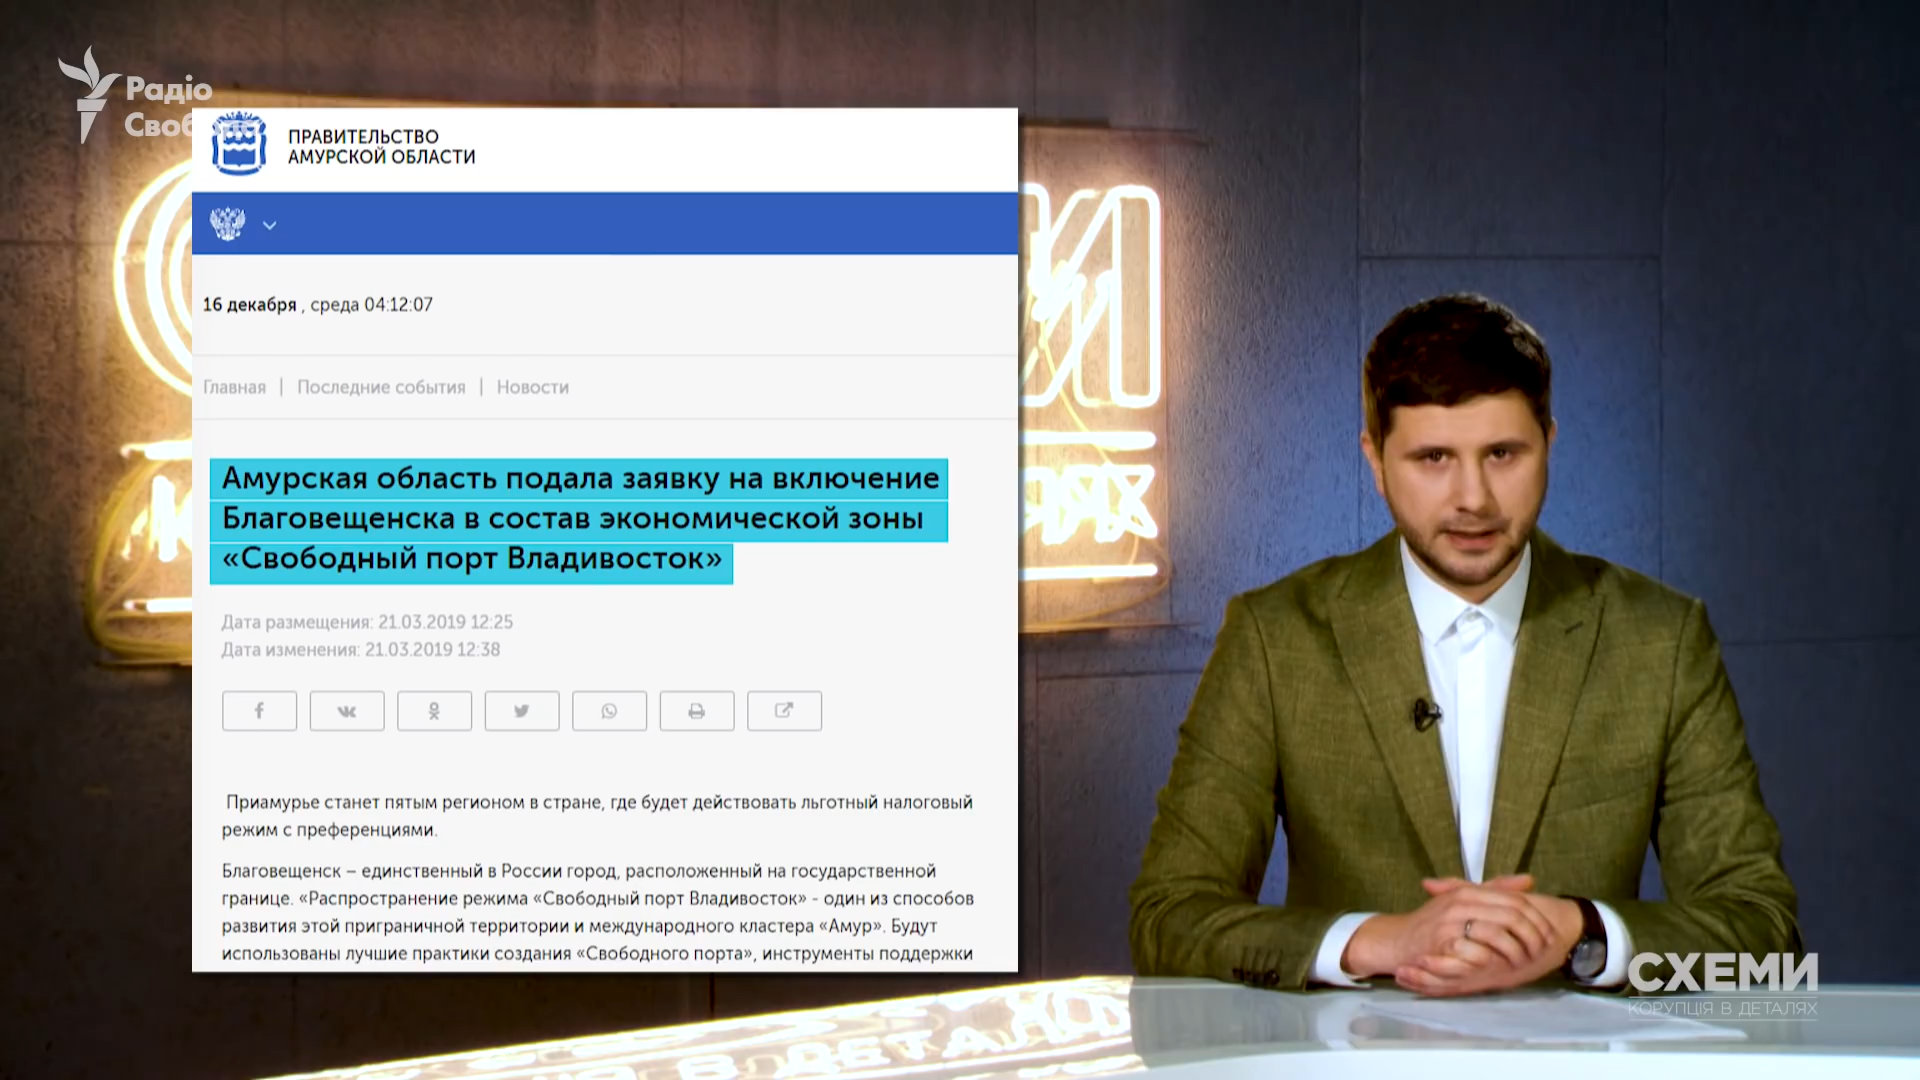 Радіо
ПРАВИТЕЛЬСТВО
АМУРСКОЙ ОБЛАСТИ
16 декабря , среда 04:12:07
Главная | Последние события | Новости
Амурская область подала заявку на включение
Благовещенска в состав экономической зоны
«Свободный порт Владивосток»
Дата размещения: 21.03.2019 12:25
Дата изменения: 21.03.2019 12:38
Приамурье станет пятым регионом в стране, где будет действовать льготный налоговый
режим с преференциями.
Благовещенск – единственный в России город, расположенный на государственной
границе. «Распространение режима «Свободный порт Владивосток» - один из способов
развития этой приграничной территории и международного кластера «Амур». Будут
использованы лучшие практики создания «Свободного порта», инструменты поддержки
СХЕМИ
КОРУПЦІЯ В ДЕТАЛЯХ